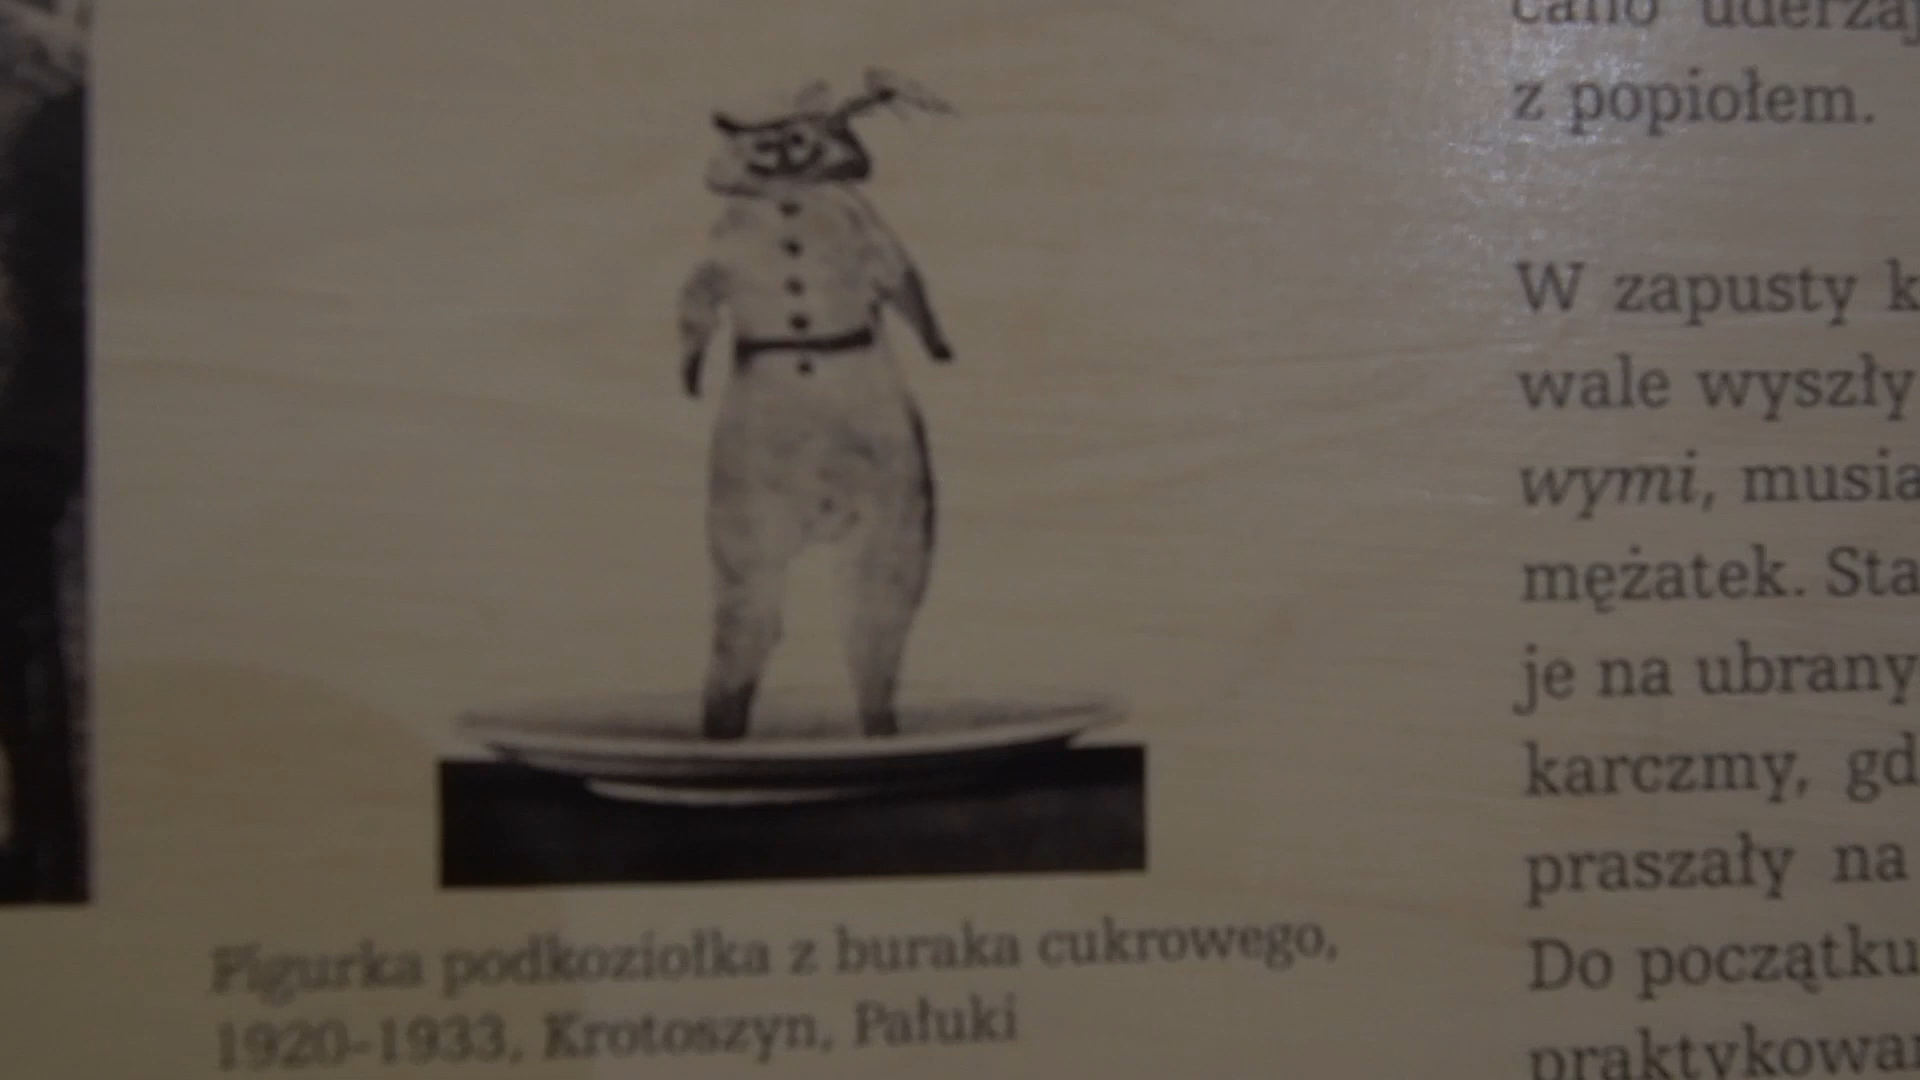 Figurka podkoziołka z buraka cukrowego,
1920-1933, Krotoszyn, Pałuki
z popiołem.
W zapusty k
wale wyszły
wymi, musia
mężatek. Sta
je na ubrany
karczmy, gd
praszały na
Do początku
praktykowan